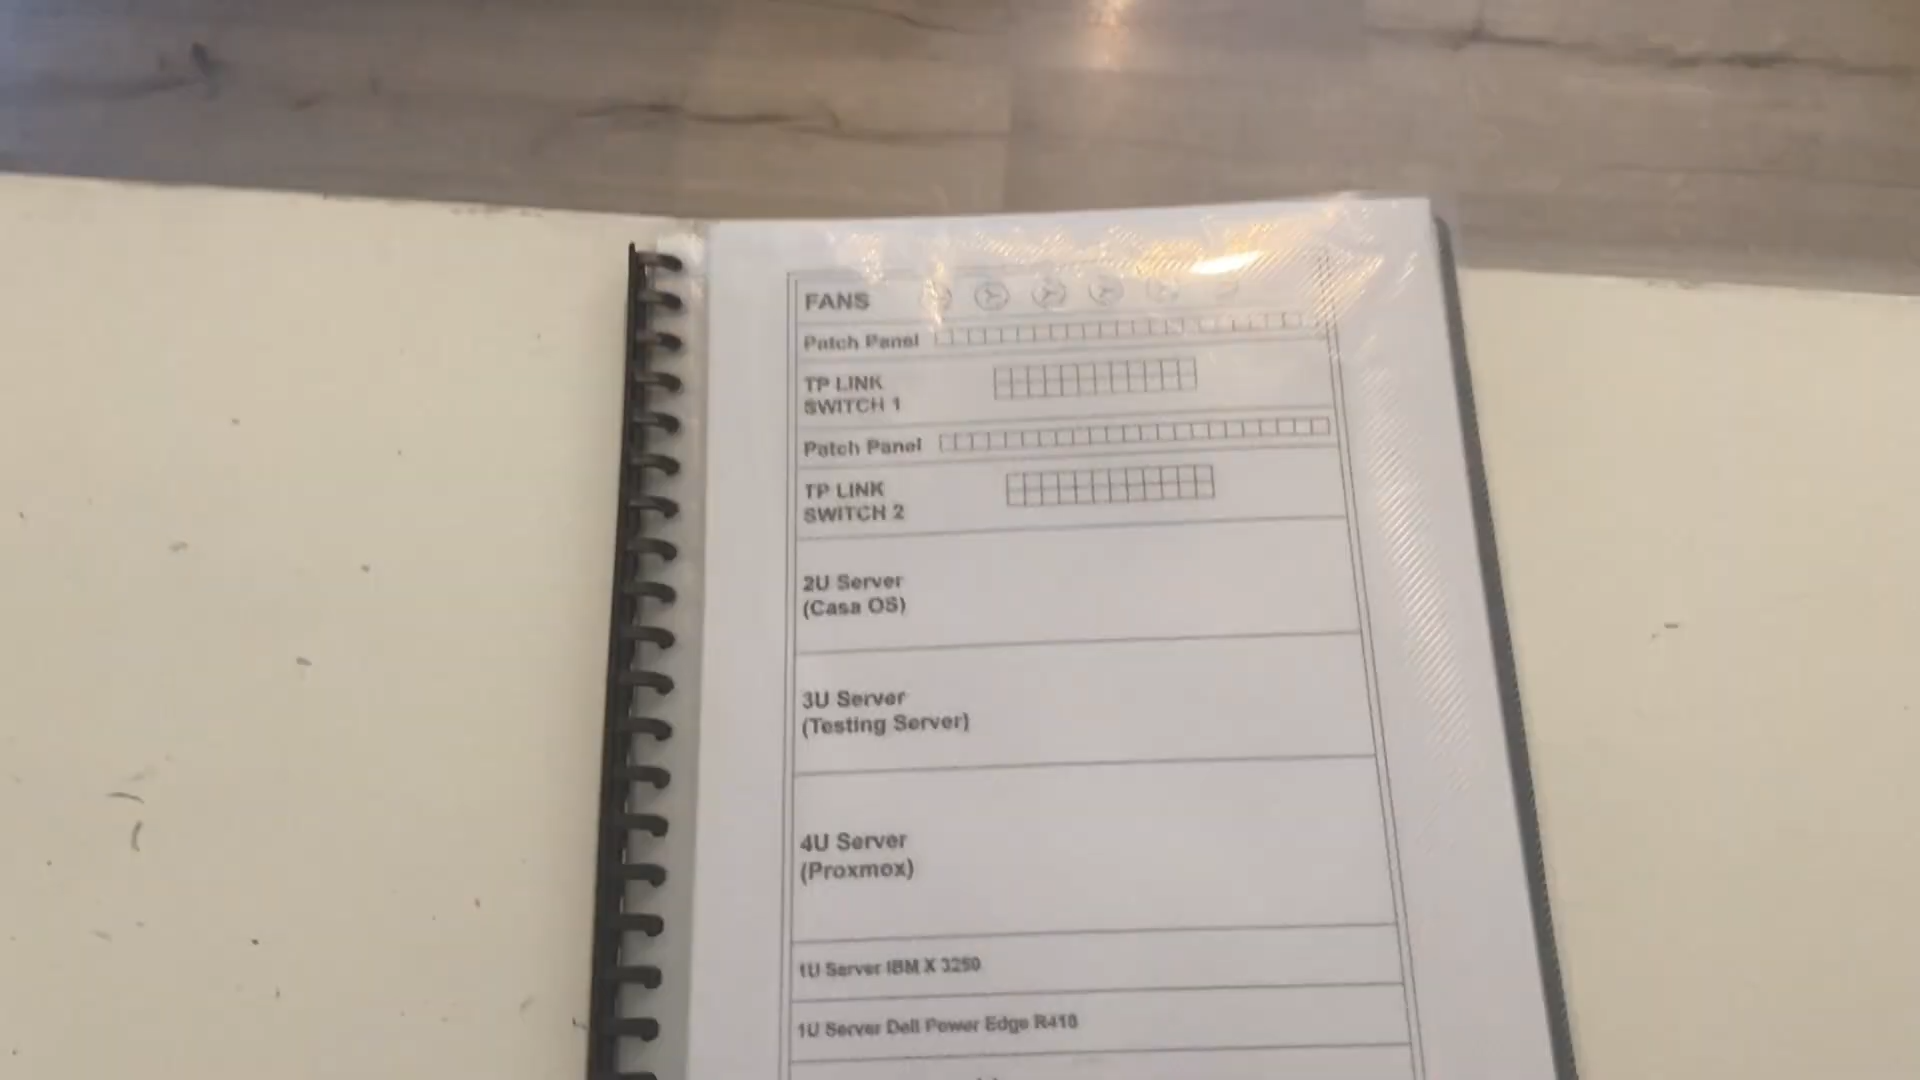 FANS
Patch Panel
TP LINK
SWITCH 1
Patch Panel
TP LINK
SWITCH 2
2U Server
(Casa OS)
3U Server
(Testing Server)
4U Server
(Proxmox)
1U Server IBM X 3250
1U Server Dell Power Edge R410